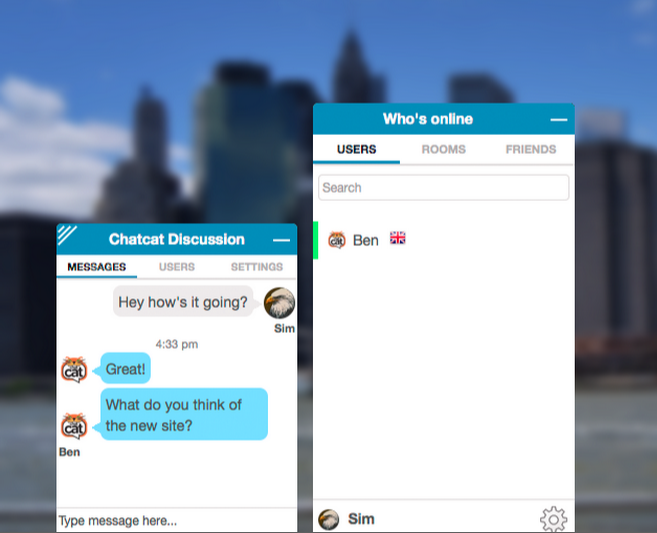 Who's online
USERS ROOMS FRIENDS
Search
cat Ben
Chatcat Discussion
MESSAGES USERS SETTINGS
Hey how's it going?
Sim
4:33 pm
cat Great!
What do you think of
the new site?
cat
Ben
Type message here...
Sim